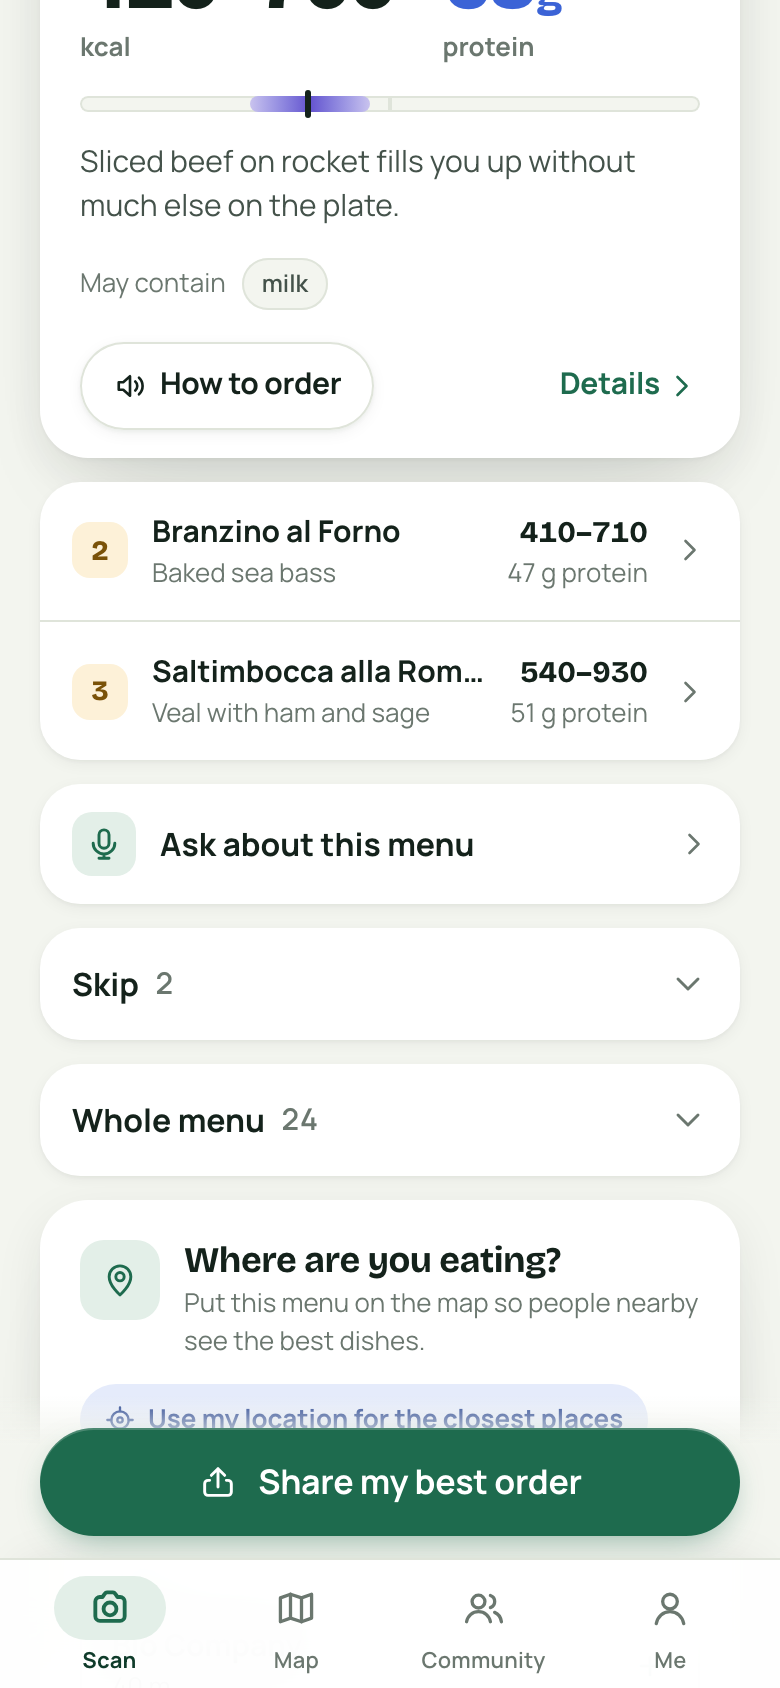 kcal
protein
Sliced beef on rocket fills you up without
much else on the plate.
May contain milk
How to order
Details
2
Branzino al Forno
410–710
Baked sea bass
47 g protein
3
Saltimbocca alla Rom...
540–930
Veal with ham and sage
51 g protein
Ask about this menu
Skip 2
Whole menu 24
Where are you eating?
Put this menu on the map so people nearby
see the best dishes.
Use my location for the closest places
Share my best order
Scan
Map
Community
Me